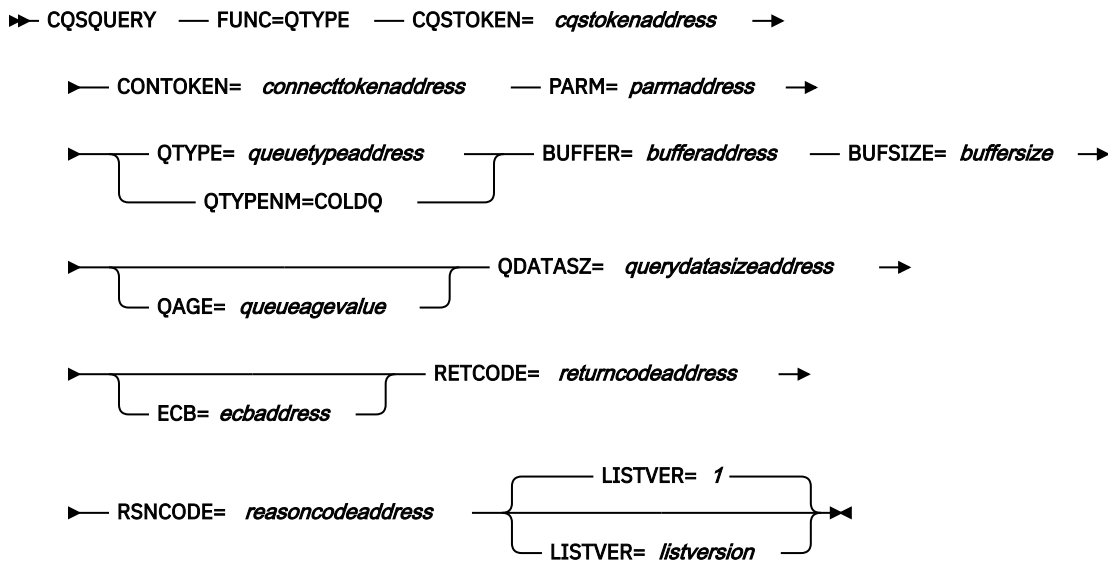 CQSQUERY FUNC=QTYPE CQSTOKEN= cqstokenaddress
CONTOKEN= connecttokenaddress PARM= parmaddress
QTYPE= queuetypeaddress BUFFER= bufferaddress BUFSIZE= buffersize
QTYPENM=COLDQ
QDATASZ= querydatasizeaddress
QAGE= queueagevalue
RETCODE= returncodeaddress
ECB= ecbaddress
LISTVER= 1
RSNCODE= reasoncodeaddress
LISTVER= listversion